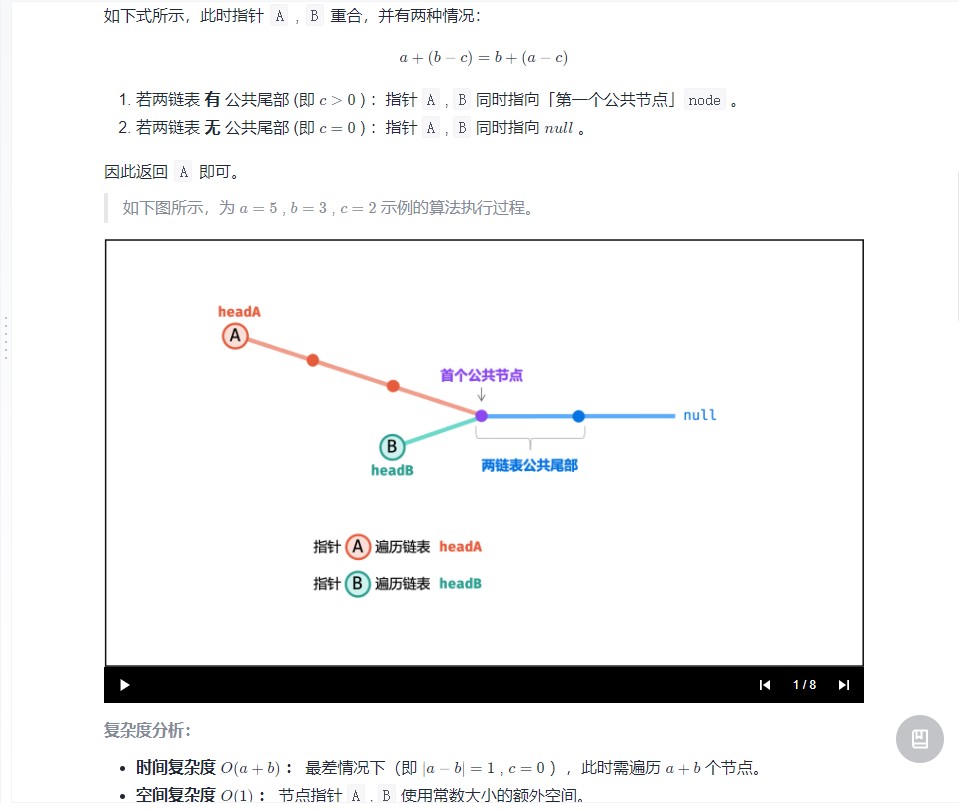 如下式所示，此时指针 A , B 重合，并有两种情况：
a + (b − c) = b + (a − c)
1. 若两链表 有 公共尾部 (即 c > 0 ) ：指针 A , B 同时指向「第一个公共节点」 node 。
2. 若两链表 无 公共尾部 (即 c = 0 ) ：指针 A , B 同时指向 null 。
因此返回 A 即可。
如下图所示，为 a = 5 , b = 3 , c = 2 示例的算法执行过程。
headA
A
首个公共节点
null
B
headB
两链表公共尾部
指针 A 遍历链表 headA
指针 B 遍历链表 headB
1 / 8
复杂度分析：
• 时间复杂度 O(a + b) ： 最差情况下（即 |a − b| = 1 , c = 0 ），此时需遍历 a + b 个节点。
• 空间复杂度 O(1) ： 节点指针 A , B 使用常数大小的额外空间。